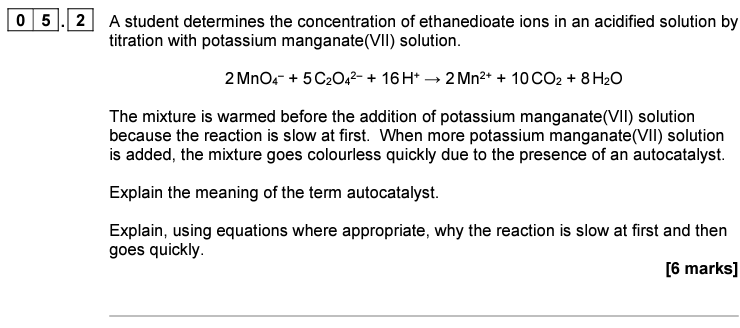 0 5 . 2 A student determines the concentration of ethanedioate ions in an acidified solution by
titration with potassium manganate(VII) solution.
2 MnO₄⁻ + 5 C₂O₄²⁻ + 16 H⁺ → 2 Mn²⁺ + 10 CO₂ + 8 H₂O
The mixture is warmed before the addition of potassium manganate(VII) solution
because the reaction is slow at first. When more potassium manganate(VII) solution
is added, the mixture goes colourless quickly due to the presence of an autocatalyst.
Explain the meaning of the term autocatalyst.
Explain, using equations where appropriate, why the reaction is slow at first and then
goes quickly.
[6 marks]